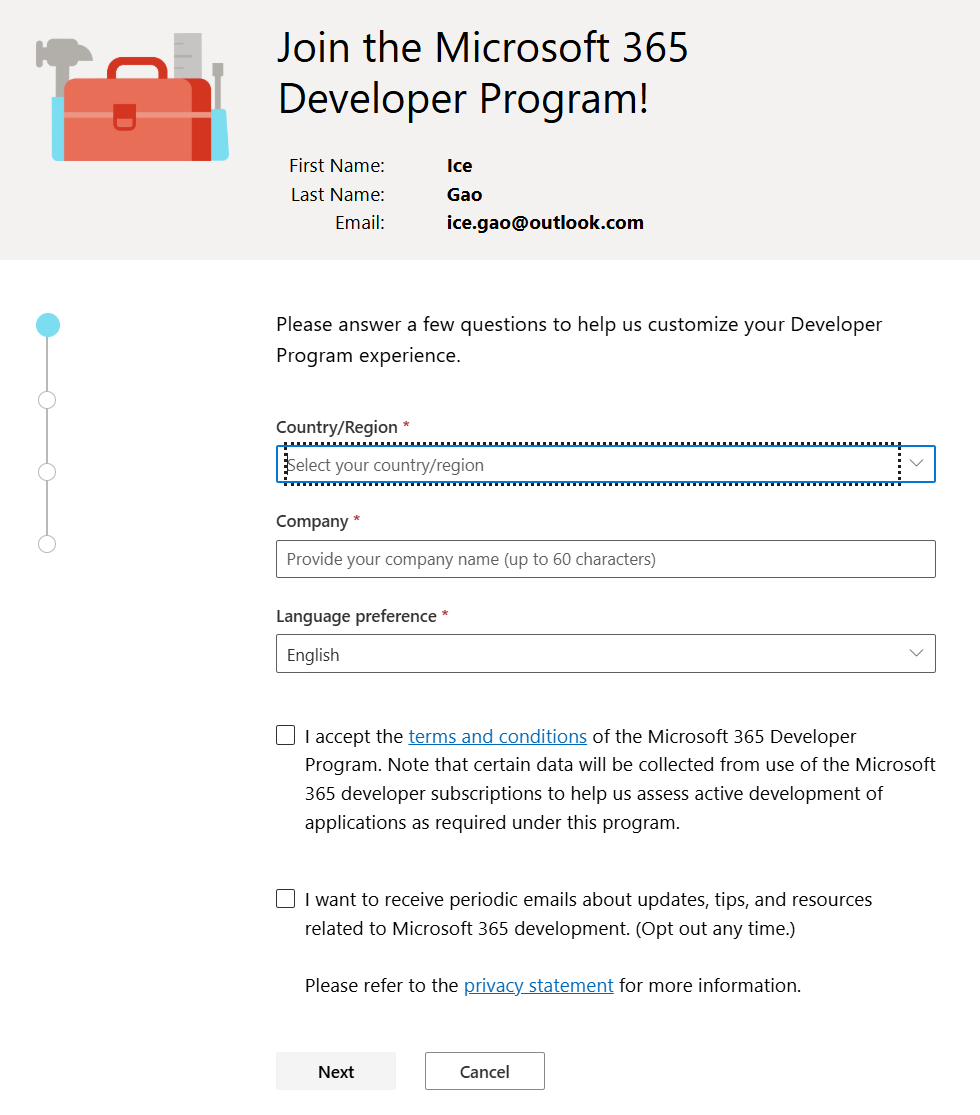 Join the Microsoft 365
Developer Program!
First Name: Ice
Last Name: Gao
Email: ice.gao@outlook.com
Please answer a few questions to help us customize your Developer
Program experience.
Country/Region *
Select your country/region
Company *
Provide your company name (up to 60 characters)
Language preference *
English
I accept the terms and conditions of the Microsoft 365 Developer
Program. Note that certain data will be collected from use of the Microsoft
365 developer subscriptions to help us assess active development of
applications as required under this program.
I want to receive periodic emails about updates, tips, and resources
related to Microsoft 365 development. (Opt out any time.)
Please refer to the privacy statement for more information.
Next Cancel